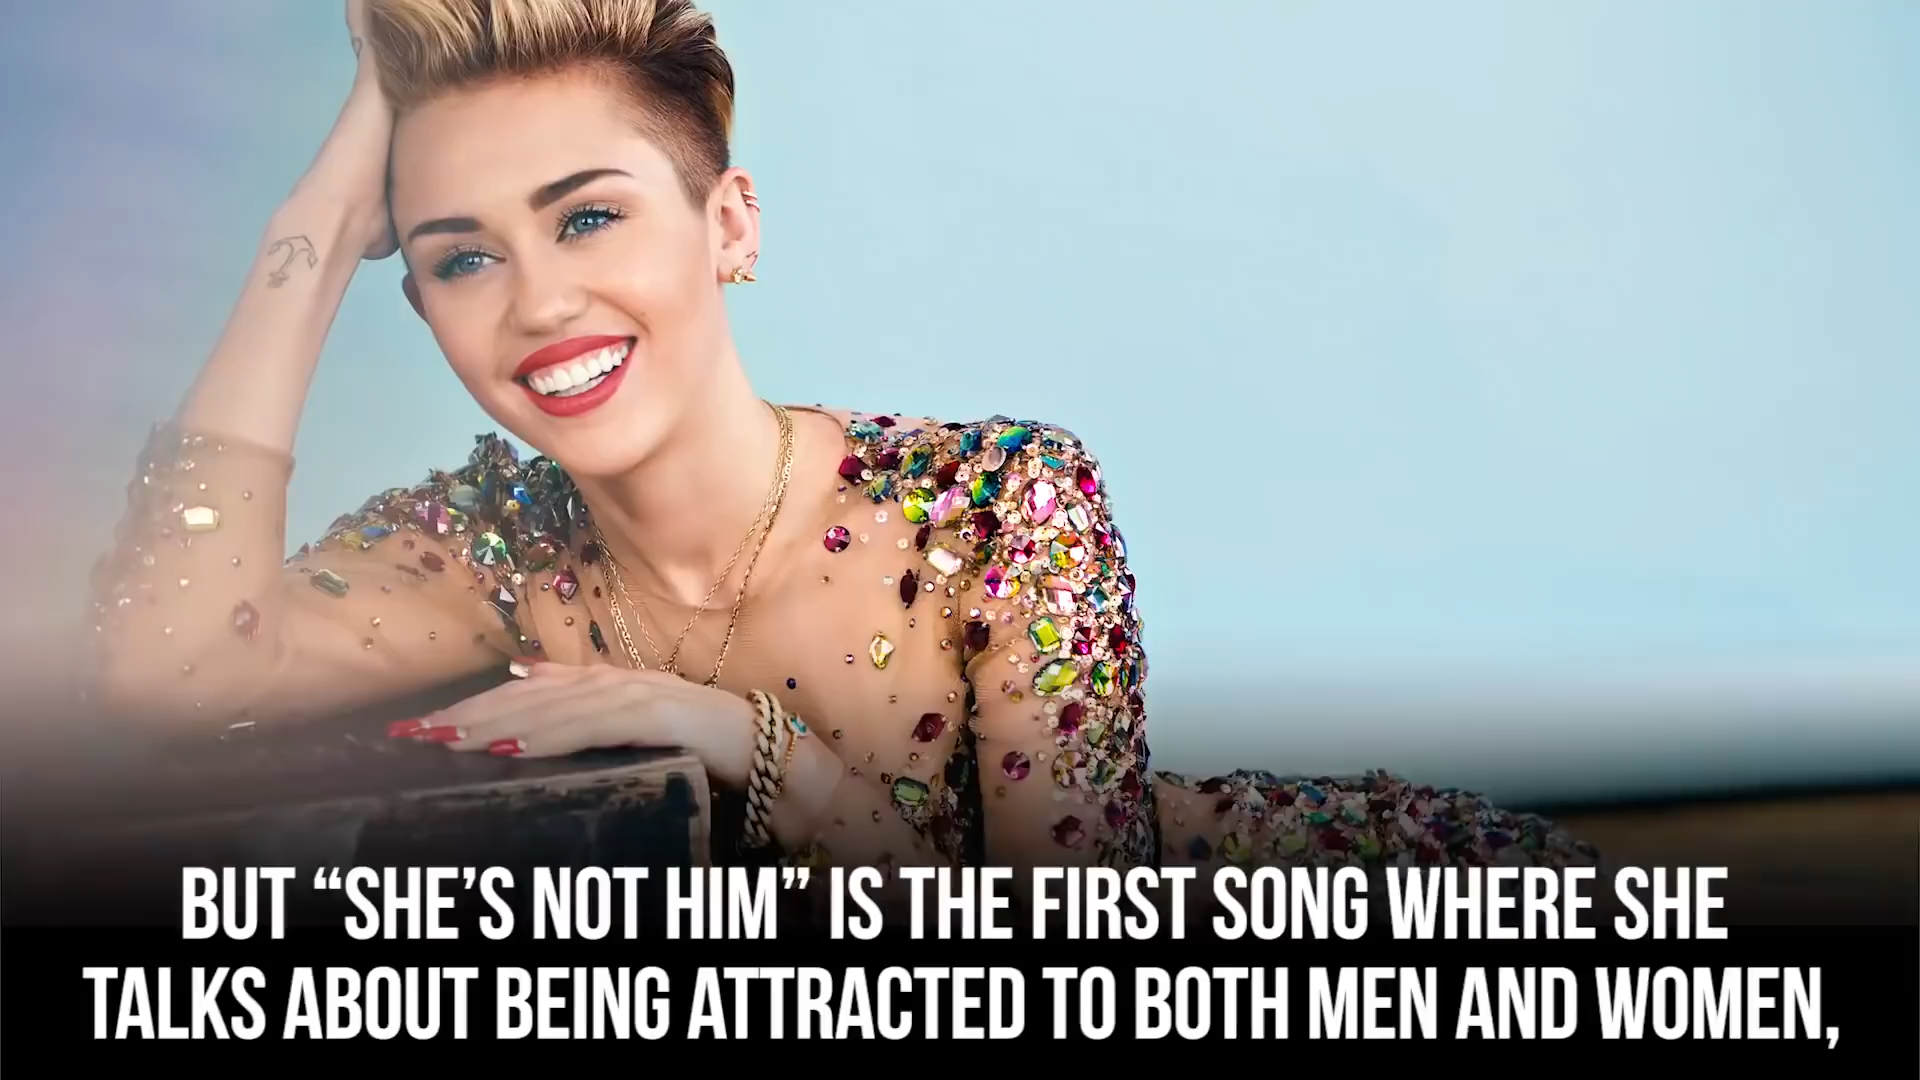 BUT “SHE’S NOT HIM” IS THE FIRST SONG WHERE SHE
TALKS ABOUT BEING ATTRACTED TO BOTH MEN AND WOMEN,